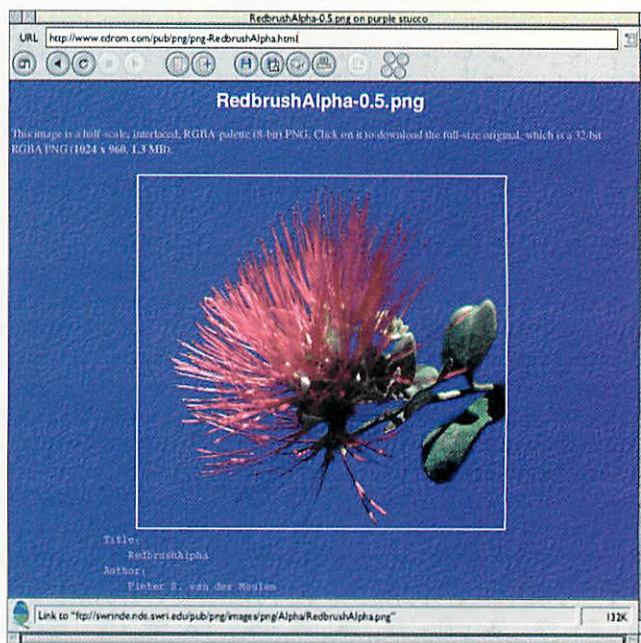 RedbrushAlpha-0.5.png on purple stucco
URL http://www.cdrom.com/pub/png/png-RedbrushAlpha.html
RedbrushAlpha-0.5.png
This image is a half-scale, interlaced, RGBA-palette (8-bit) PNG. Click on it to download the full-size original, which is a 32-bit
RGBA PNG (1024 x 960, 1.3 MB).
Title:
RedbrushAlpha
Author:
Pieter S. van der Meulen
Link to "ftp://swrinde.nde.swri.edu/pub/png/images/png/Alpha/RedbrushAlpha.png"
132K